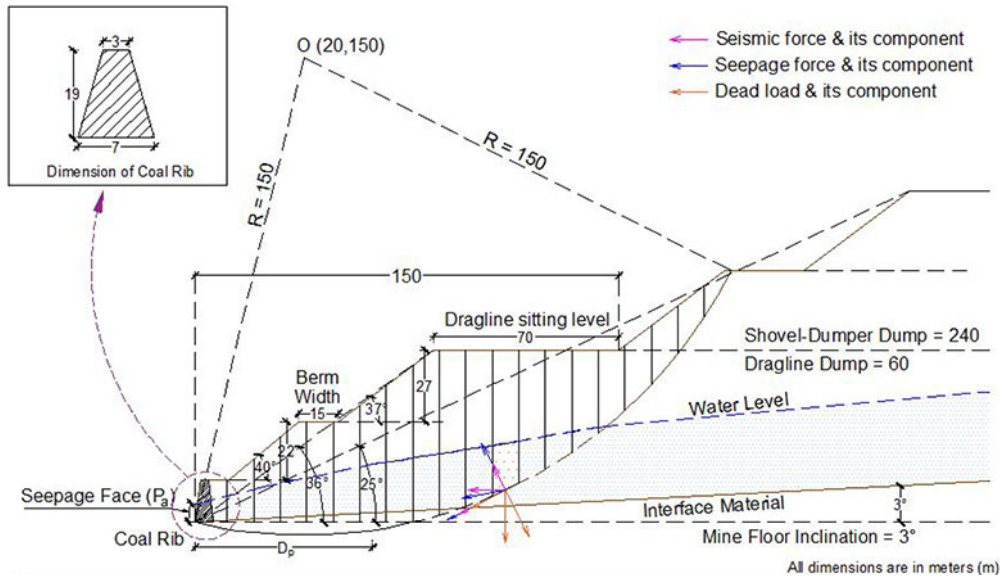 3
19
7
Dimension of Coal Rib
O (20,150)
Seismic force & its component
Seepage force & its component
Dead load & its component
R = 150
R = 150
150
Dragline sitting level
70
Shovel-Dumper Dump = 240
Dragline Dump = 60
Berm
Width
15
27
37°
Water Level
40°
22
36°
25°
Seepage Face (Pa)
Interface Material
3°
Coal Rib
Dp
Mine Floor Inclination = 3°
All dimensions are in meters (m)